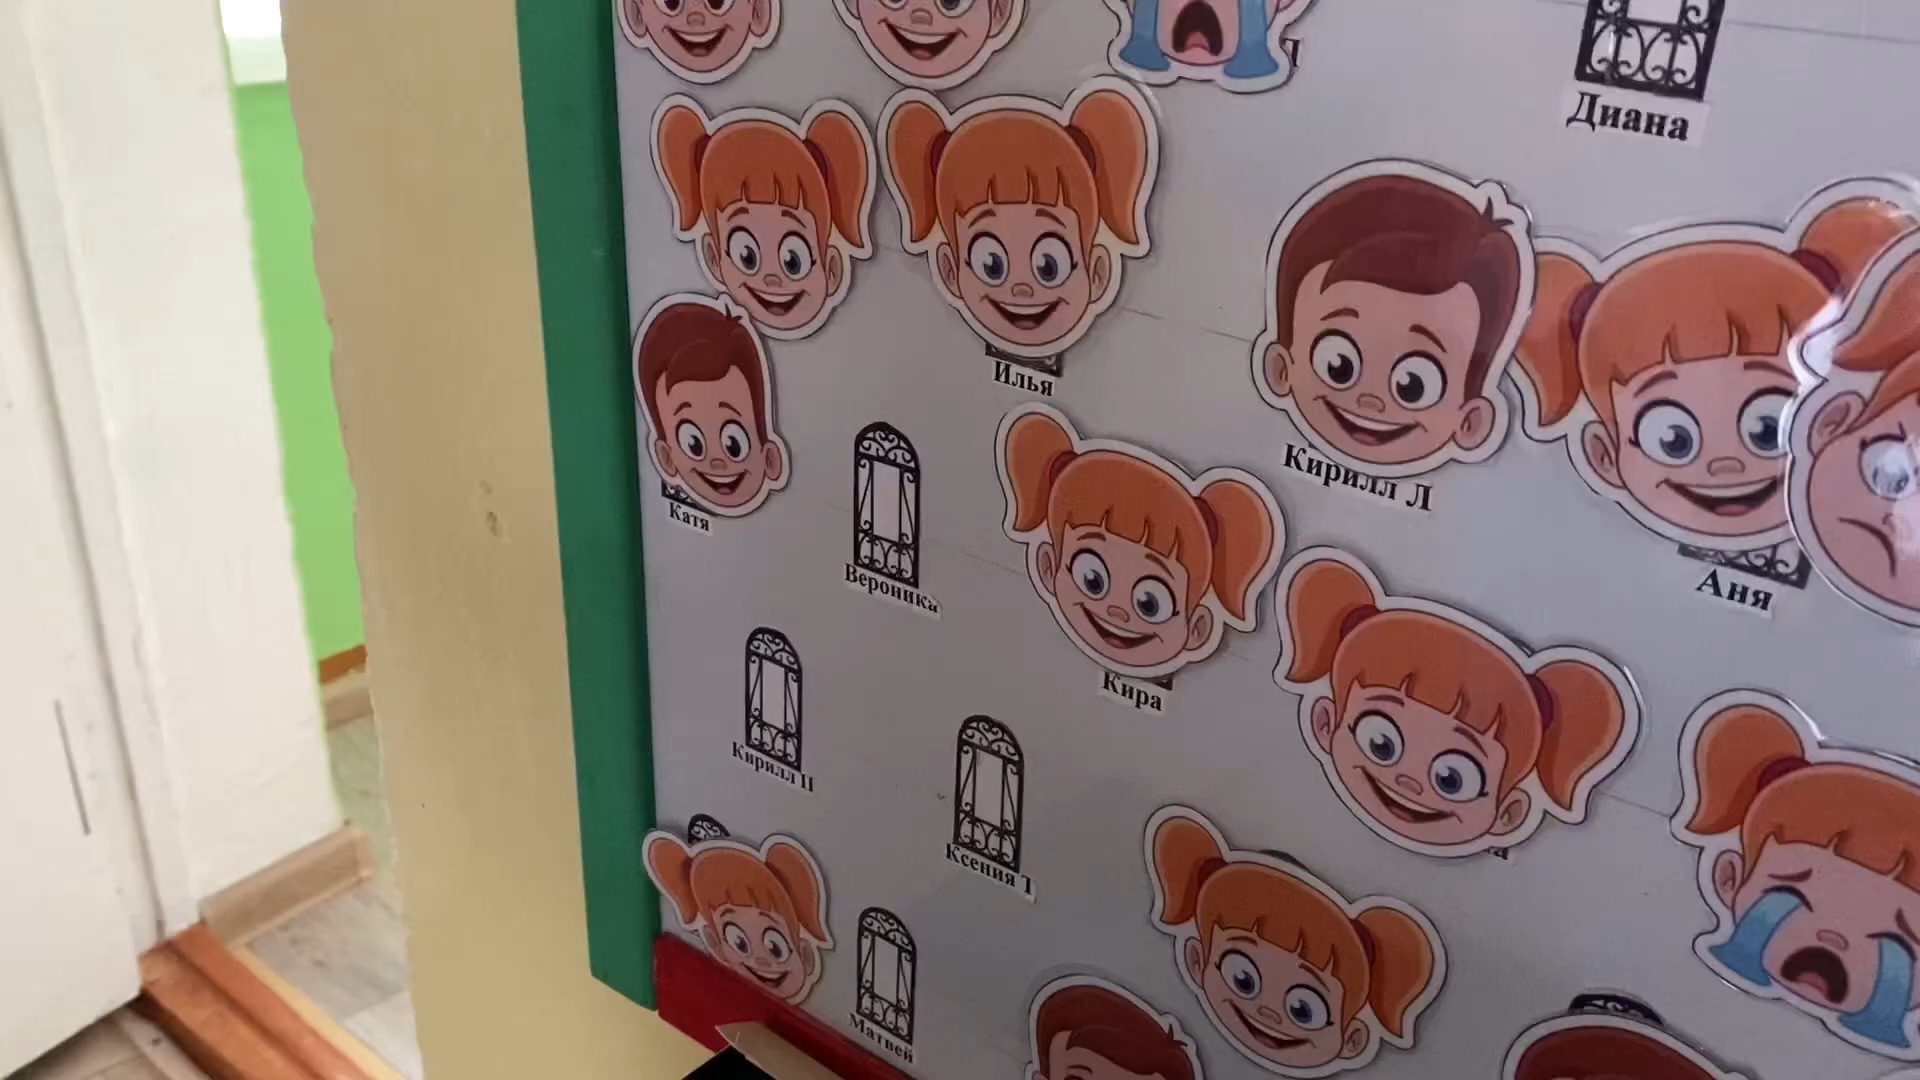 Диана
Илья
Кирилл Л
Катя
Вероника
Аня
Кира
Кирилл П
Ксения Т
Матвей